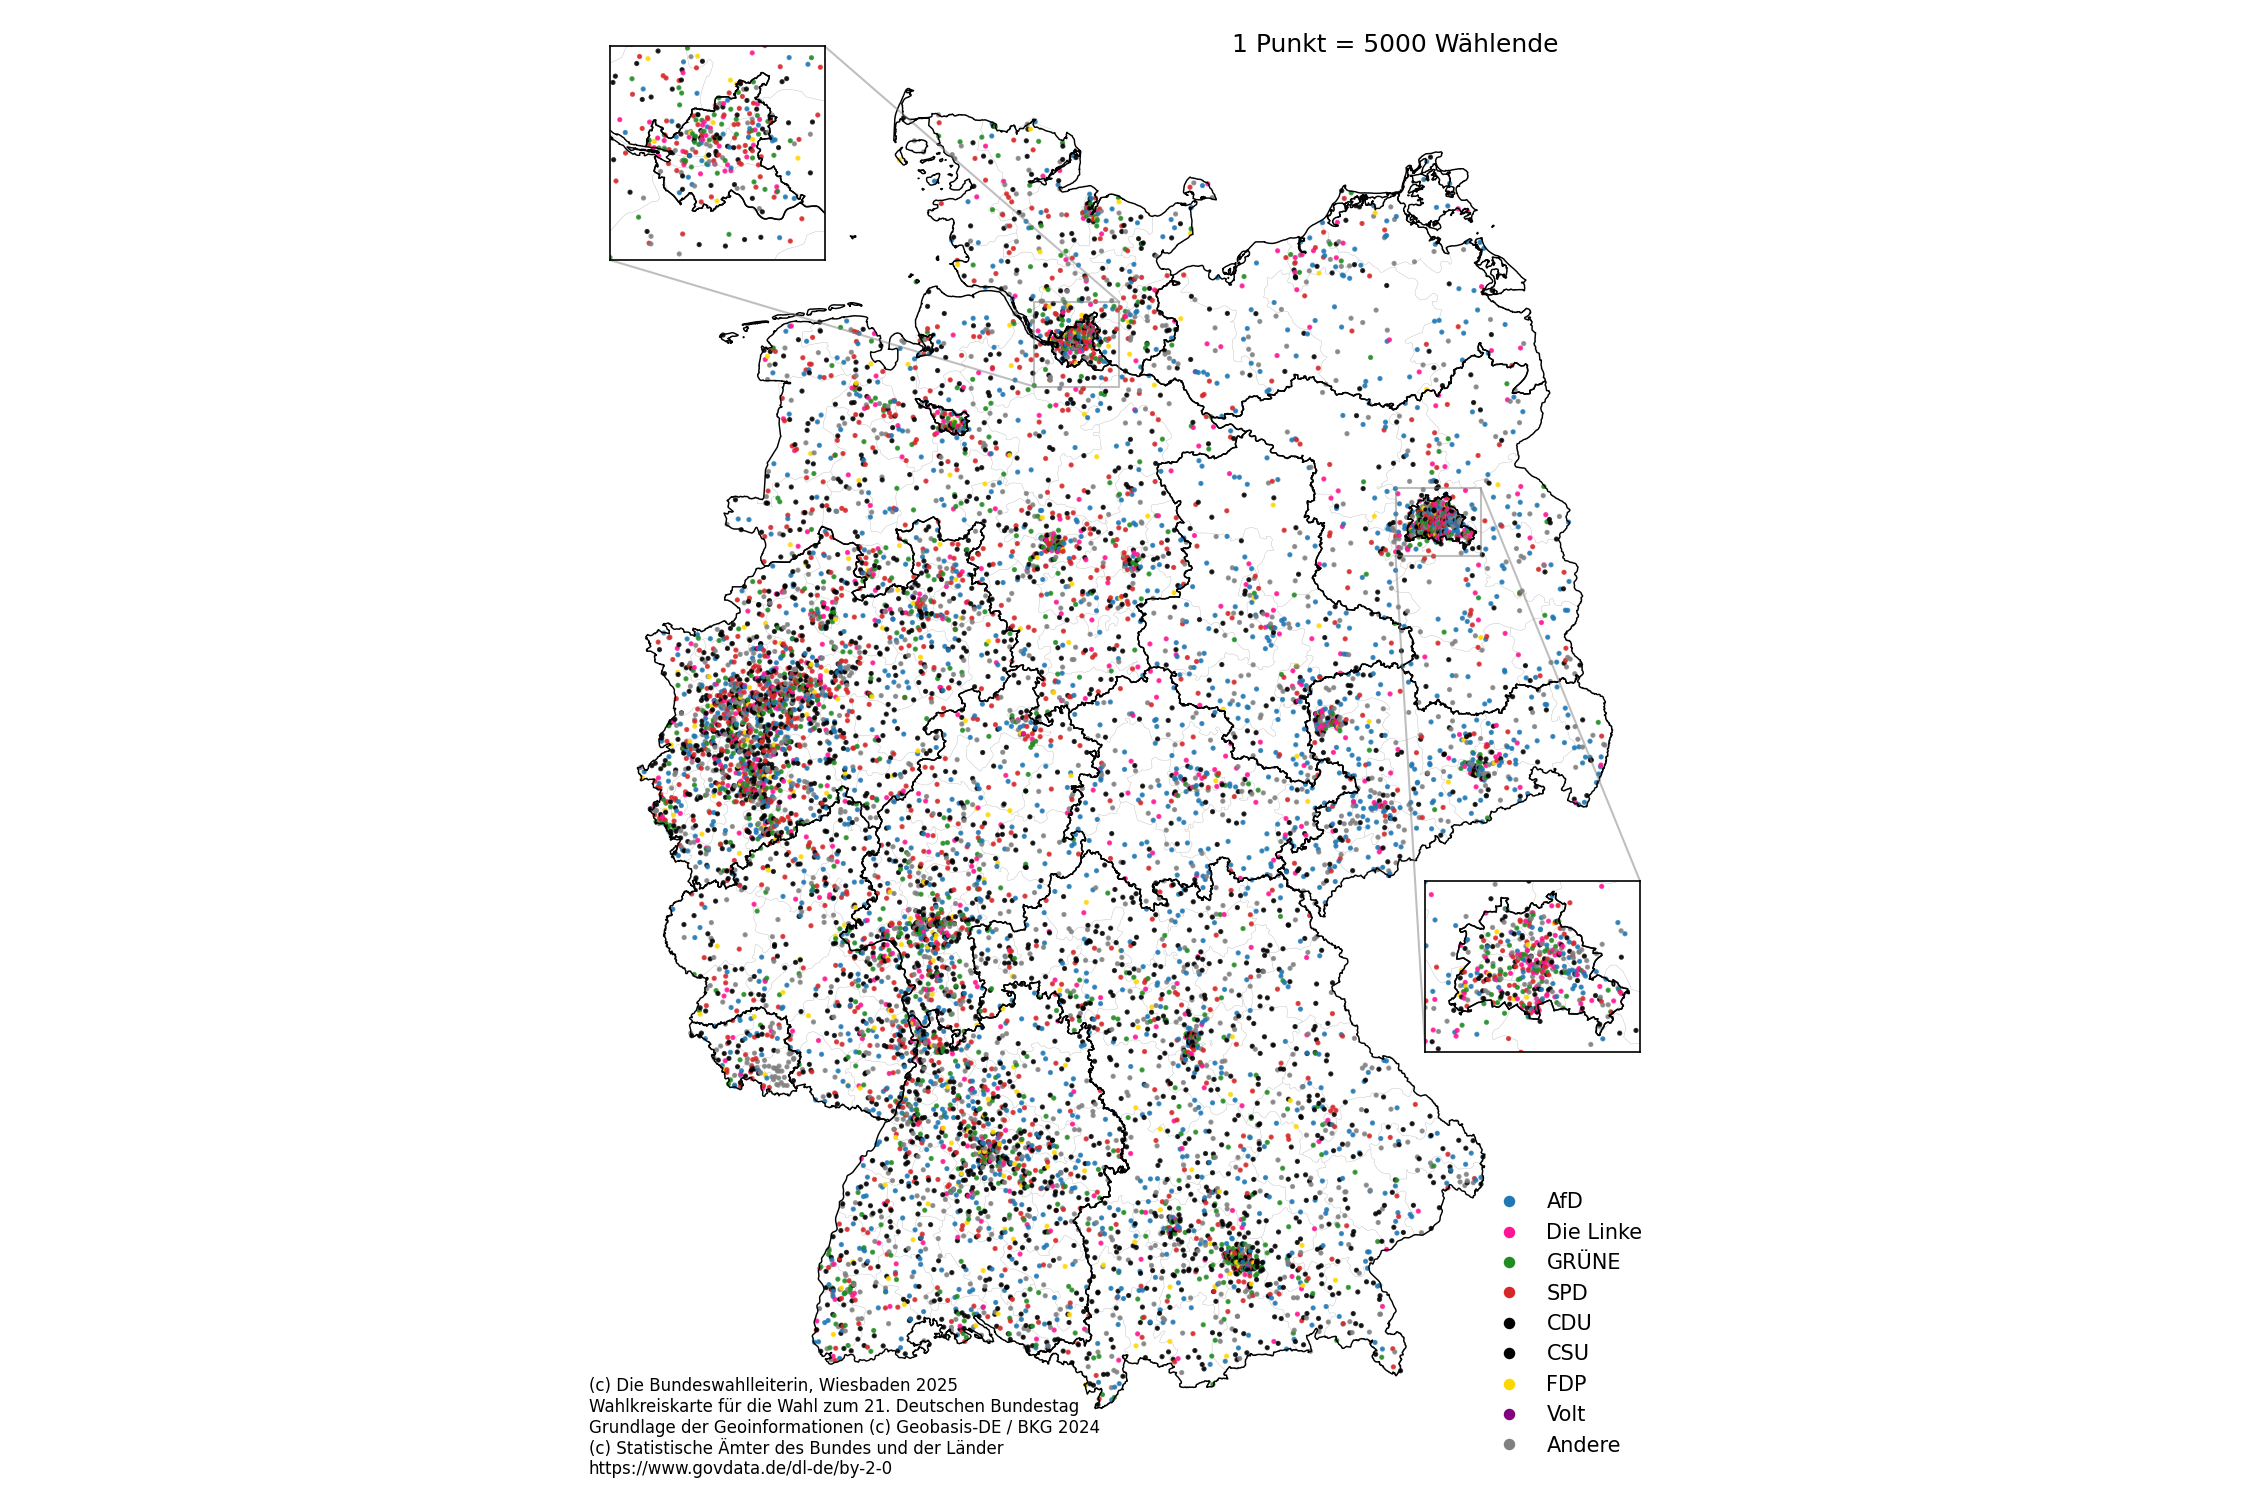 1 Punkt = 5000 Wählende
AfD
Die Linke
GRÜNE
SPD
CDU
CSU
FDP
Volt
Andere
(c) Die Bundeswahlleiterin, Wiesbaden 2025
Wahlkreiskarte für die Wahl zum 21. Deutschen Bundestag
Grundlage der Geoinformationen (c) Geobasis-DE / BKG 2024
(c) Statistische Ämter des Bundes und der Länder
https://www.govdata.de/dl-de/by-2-0